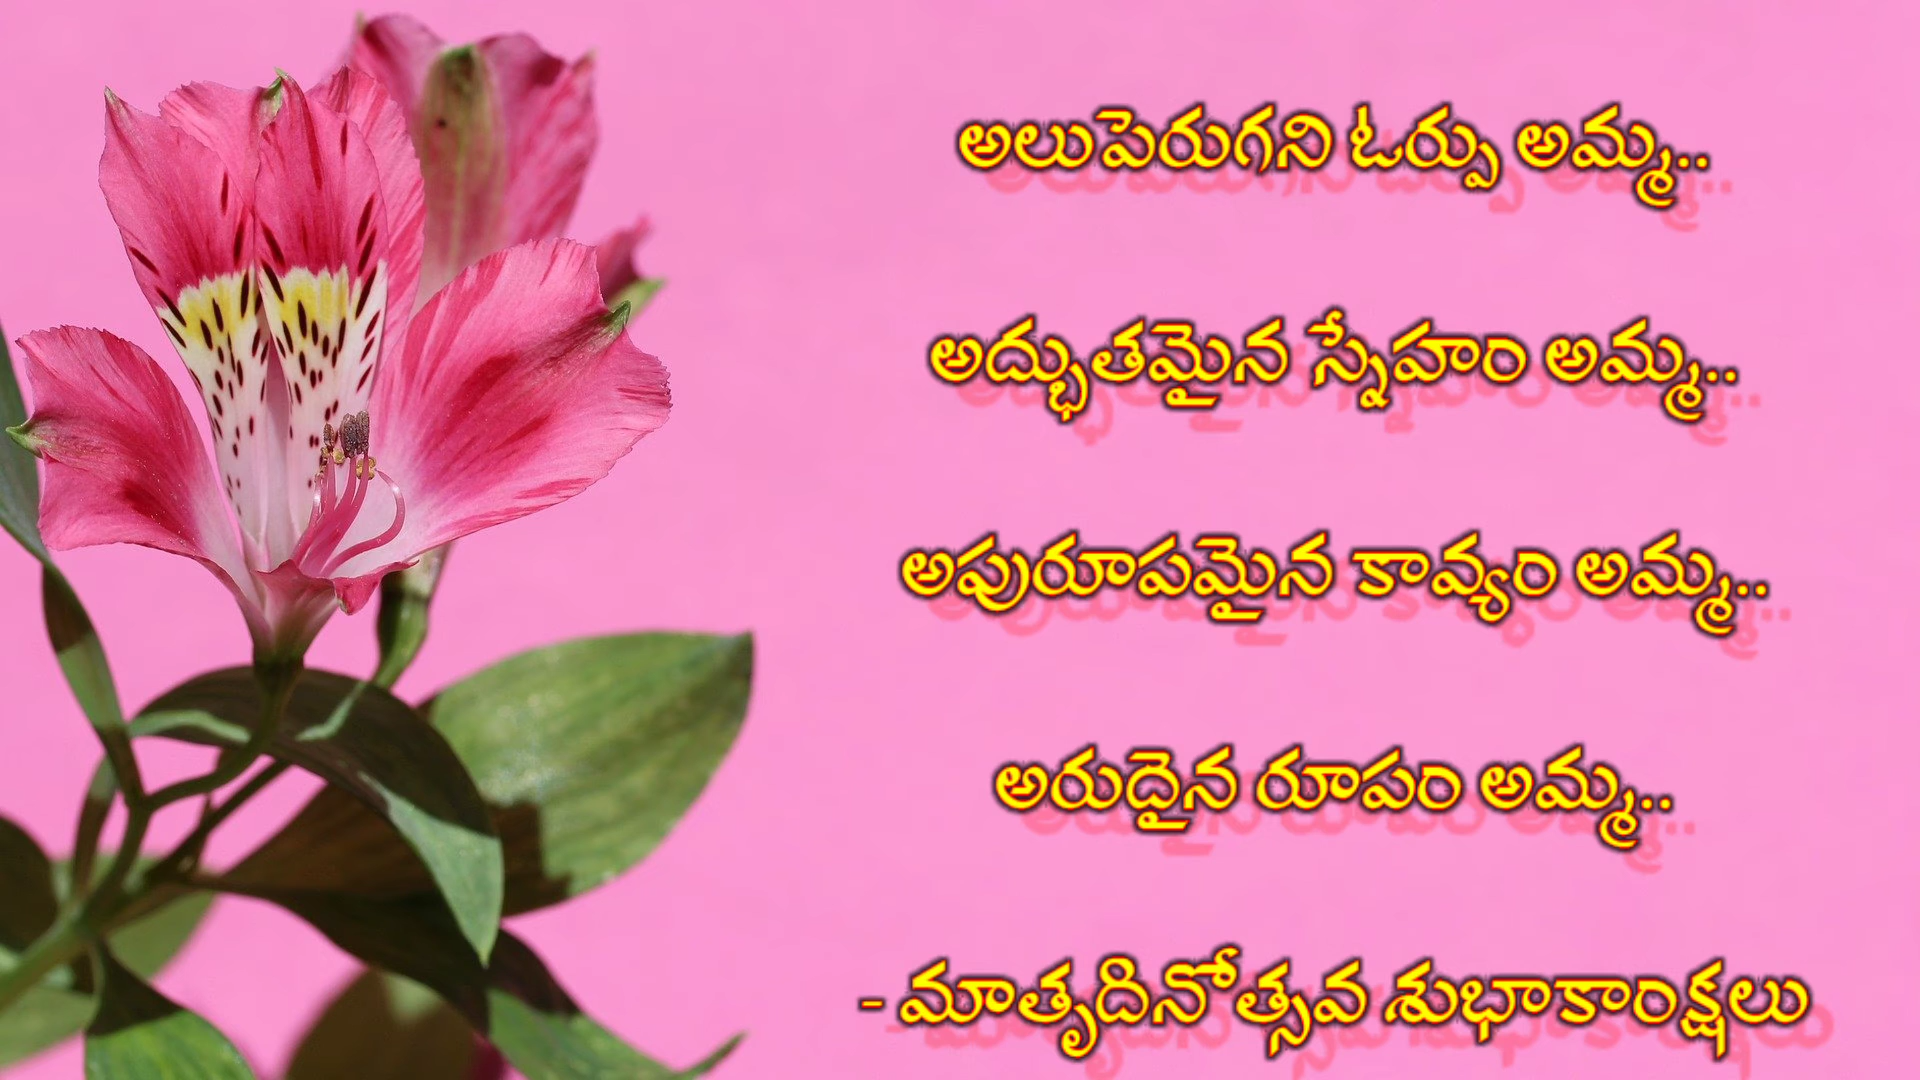 అలుపెరుగని ఓర్పు అమ్మ..
అద్భుతమైన స్నేహం అమ్మ..
అపురూపమైన కావ్యం అమ్మ..
అరుదైన రూపం అమ్మ..
- మాతృదినోత్సవ శుభాకాంక్షలు